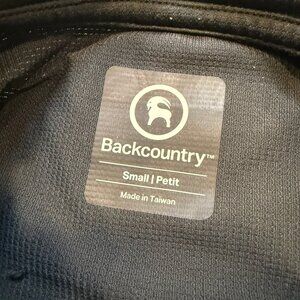 Backcountry™
Small | Petit
Made in Taiwan